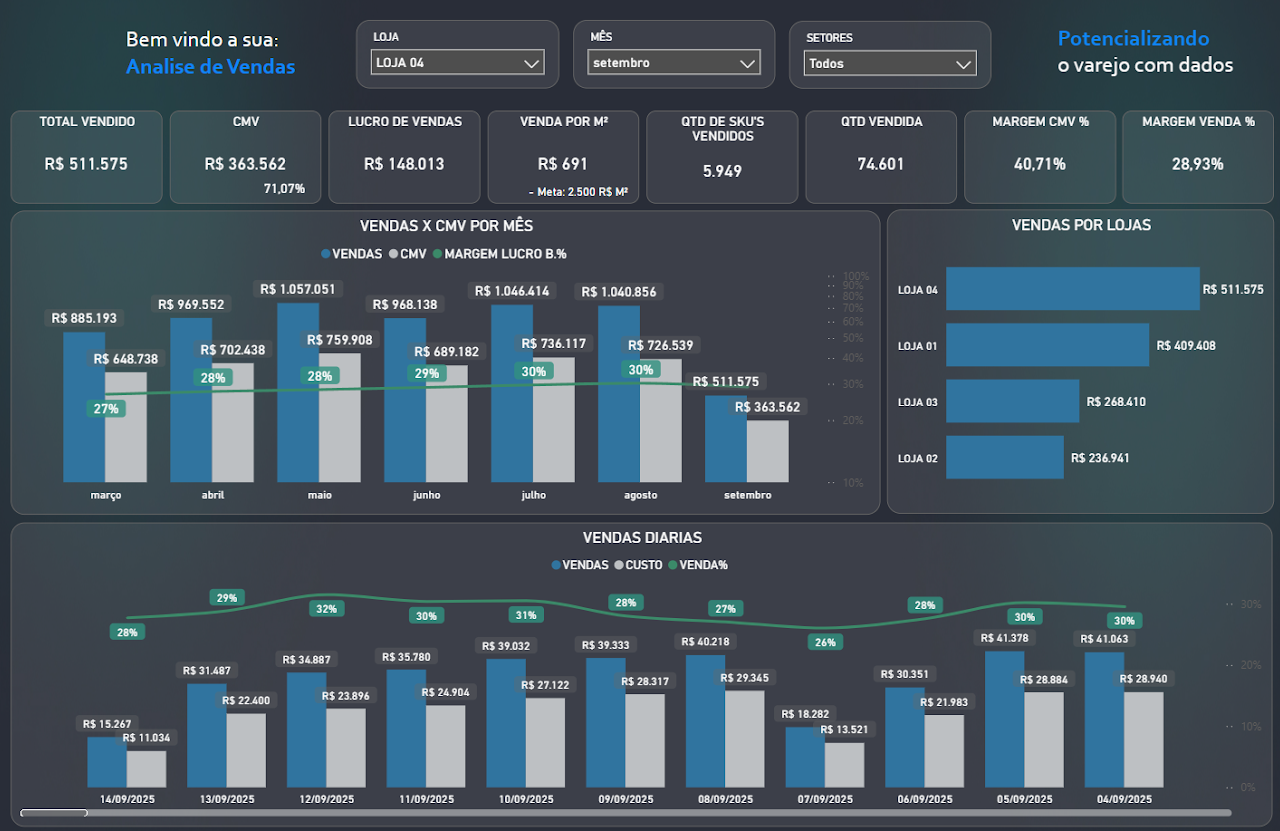 Bem vindo a sua:
Analise de Vendas
LOJA
LOJA 04
MÊS
setembro
SETORES
Todos
Potencializando
o varejo com dados
TOTAL VENDIDO
R$ 511.575
CMV
R$ 363.562
71,07%
LUCRO DE VENDAS
R$ 148.013
VENDA POR M²
R$ 691
- Meta: 2.500 R$ M²
QTD DE SKU'S
VENDIDOS
5.949
QTD VENDIDA
74.601
MARGEM CMV %
40,71%
MARGEM VENDA %
28,93%
VENDAS X CMV POR MÊS
VENDAS CMV MARGEM LUCRO B.%
R$ 885.193
R$ 648.738
27%
R$ 969.552
R$ 702.438
28%
R$ 1.057.051
R$ 759.908
28%
R$ 968.138
R$ 689.182
29%
R$ 1.046.414
R$ 736.117
30%
R$ 1.040.856
R$ 726.539
30%
R$ 511.575
R$ 363.562
100%
90%
80%
70%
60%
50%
40%
30%
20%
10%
março abril maio junho julho agosto setembro
VENDAS POR LOJAS
LOJA 04 R$ 511.575
LOJA 01 R$ 409.408
LOJA 03 R$ 268.410
LOJA 02 R$ 236.941
VENDAS DIARIAS
VENDAS CUSTO VENDA%
28%
29%
32%
30%
31%
28%
27%
26%
28%
30%
30%
R$ 15.267
R$ 11.034
R$ 31.487
R$ 22.400
R$ 34.887
R$ 23.896
R$ 35.780
R$ 24.904
R$ 39.032
R$ 27.122
R$ 39.333
R$ 28.317
R$ 40.218
R$ 29.345
R$ 18.282
R$ 13.521
R$ 30.351
R$ 21.983
R$ 41.378
R$ 28.884
R$ 41.063
R$ 28.940
30%
20%
10%
0%
14/09/2025 13/09/2025 12/09/2025 11/09/2025 10/09/2025 09/09/2025 08/09/2025 07/09/2025 06/09/2025 05/09/2025 04/09/2025